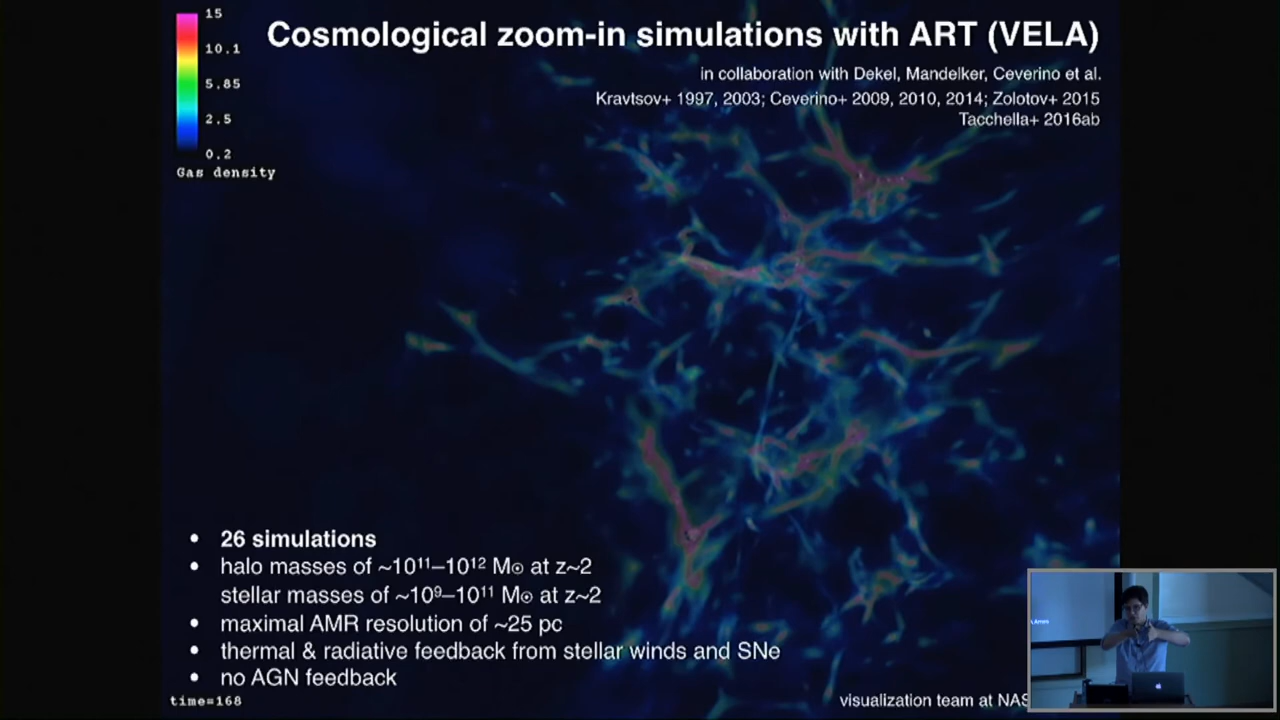 15
10.1
5.85
2.5
0.2
Gas density
Cosmological zoom-in simulations with ART (VELA)
in collaboration with Dekel, Mandelker, Ceverino et al.
Kravtsov+ 1997, 2003; Ceverino+ 2009, 2010, 2014; Zolotov+ 2015
Tacchella+ 2016ab
• 26 simulations
• halo masses of ~10¹¹–10¹² M☉ at z~2
stellar masses of ~10⁹–10¹¹ M☉ at z~2
• maximal AMR resolution of ~25 pc
• thermal & radiative feedback from stellar winds and SNe
• no AGN feedback
time=168
visualization team at NAS